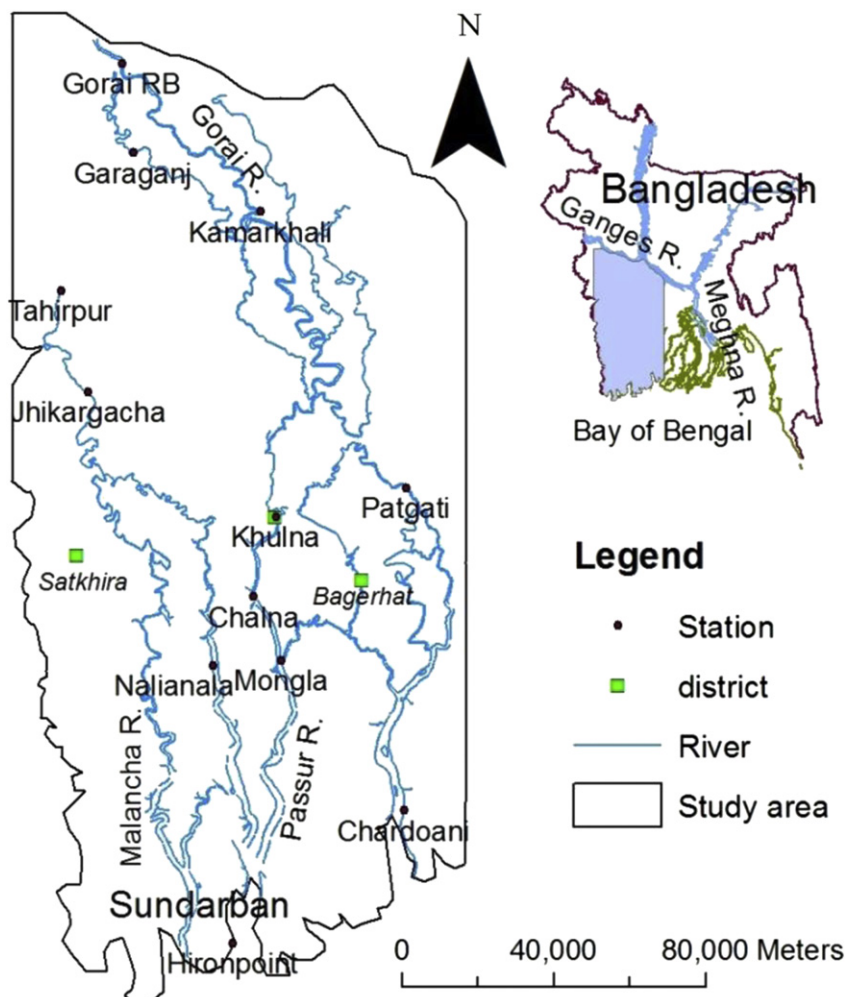 N
Gorai RB
Gorai R.
Garaganj
Kamarkhali
Tahirpur
Jhikargacha
Patgati
Khulna
Satkhira
Bagerhat
Chalna
Nalianala
Mongla
Malancha R.
Passur R.
Chardoani
Sundarban
Hironpoint
Bangladesh
Ganges R.
Meghna R.
Bay of Bengal
Legend
Station
district
River
Study area
0 40,000 80,000 Meters